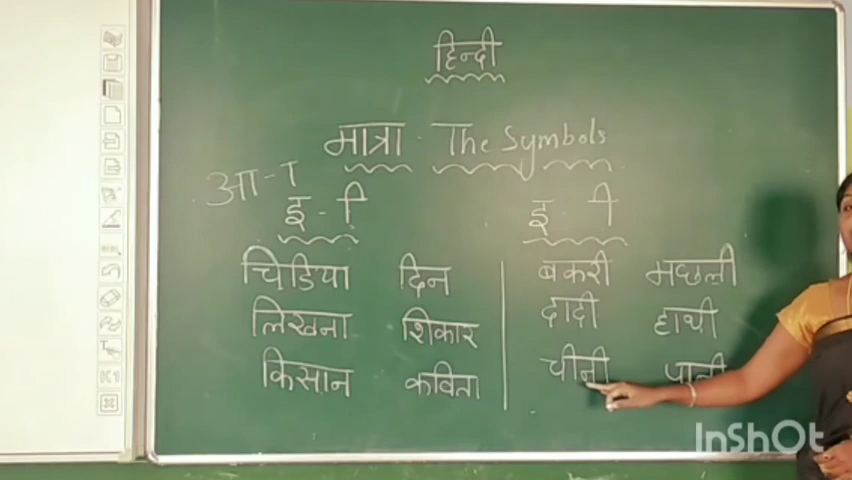 हिन्दी
मात्रा - The Symbols
आ - ा
इ - ि
इ - ी
चिडिया दिन
लिखना शिकार
किसान कविता
बकरी मछली
दादी हाथी
चीनी पानी
InShOt